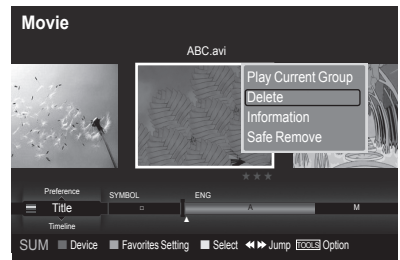 Movie
ABC.avi
Play Current Group
Delete
Information
Safe Remove
Preference
Title
Timeline
SYMBOL
ENG
A
M
SUM Device Favorites Setting Select Jump TOOLS Option